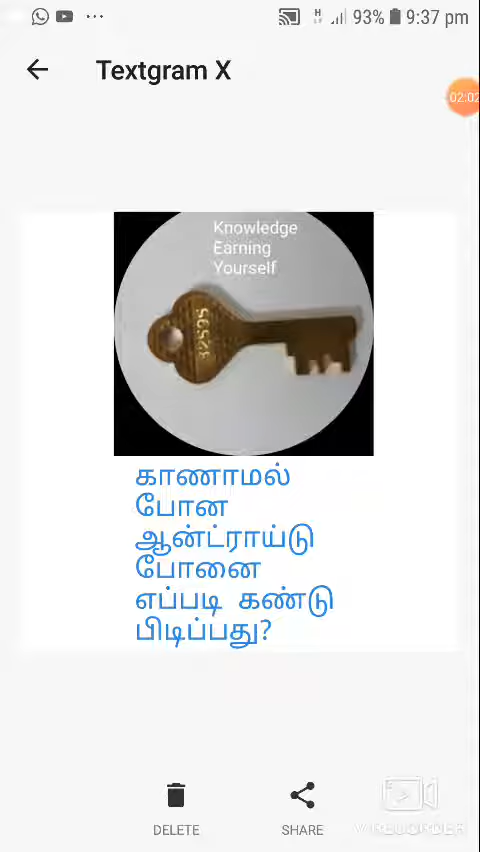 H 93% 9:37 pm
Textgram X
02:02
Knowledge
Earning
Yourself
32595
காணாமல்
போன
ஆன்ட்ராய்டு
போனை
எப்படி கண்டு
பிடிப்பது?
DELETE SHARE V RECORDER